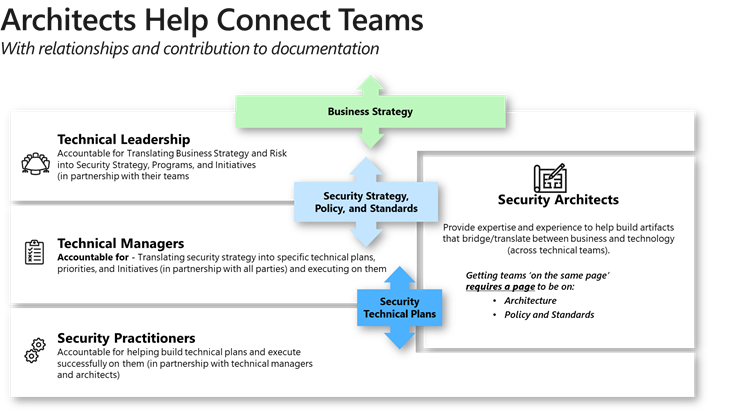 Architects Help Connect Teams
With relationships and contribution to documentation
Business Strategy
Technical Leadership
Accountable for Translating Business Strategy and Risk
into Security Strategy, Programs, and Initiatives
(in partnership with their teams
Security Strategy,
Policy, and Standards
Technical Managers
Accountable for - Translating security strategy into specific technical plans,
priorities, and Initiatives (in partnership with all parties) and executing on them
Security
Technical Plans
Security Practitioners
Accountable for helping build technical plans and execute
successfully on them (in partnership with technical managers
and architects)
Security Architects
Provide expertise and experience to help build artifacts
that bridge/translate between business and technology
(across technical teams).
Getting teams 'on the same page'
requires a page to be on:
• Architecture
• Policy and Standards